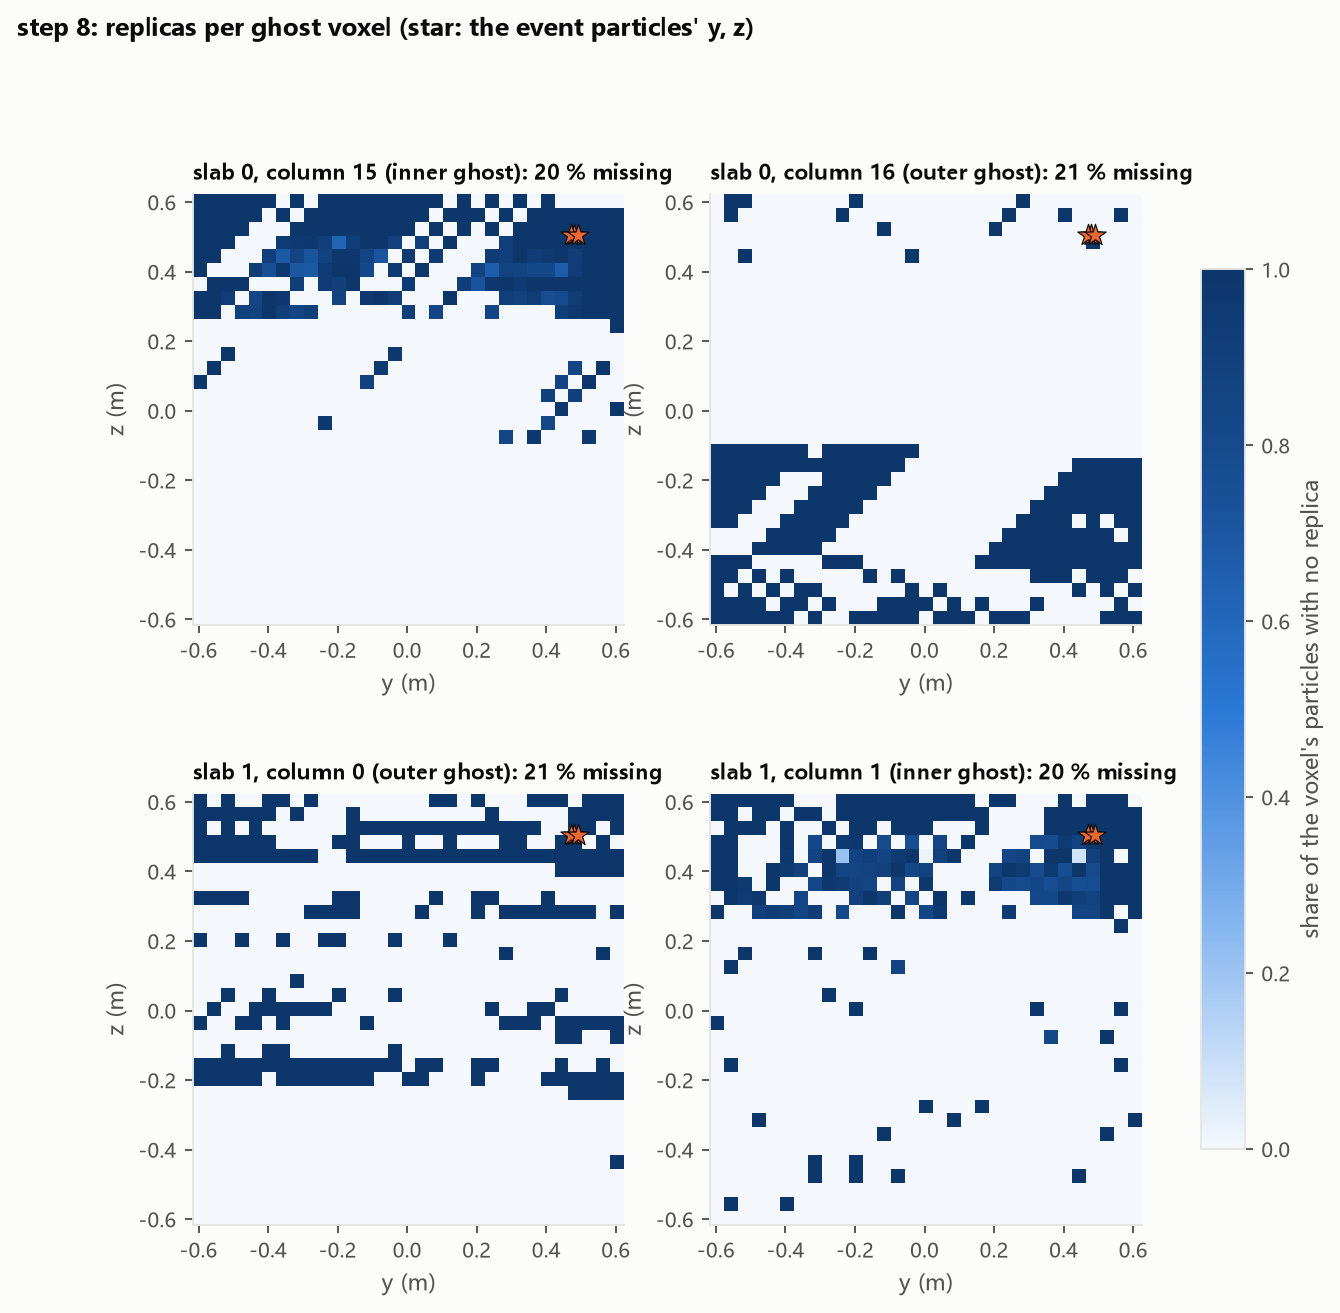 step 8: replicas per ghost voxel (star: the event particles' y, z)
slab 0, column 15 (inner ghost): 20 % missing
slab 0, column 16 (outer ghost): 21 % missing
0.6
0.4
0.2
0.0
-0.2
-0.4
-0.6
z (m)
-0.6 -0.4 -0.2 0.0 0.2 0.4 0.6
y (m)
0.6
0.4
0.2
0.0
-0.2
-0.4
-0.6
z (m)
-0.6 -0.4 -0.2 0.0 0.2 0.4 0.6
y (m)
slab 1, column 0 (outer ghost): 21 % missing
slab 1, column 1 (inner ghost): 20 % missing
0.6
0.4
0.2
0.0
-0.2
-0.4
-0.6
z (m)
-0.6 -0.4 -0.2 0.0 0.2 0.4 0.6
y (m)
0.6
0.4
0.2
0.0
-0.2
-0.4
-0.6
z (m)
-0.6 -0.4 -0.2 0.0 0.2 0.4 0.6
y (m)
1.0
0.8
0.6
0.4
0.2
0.0
share of the voxel's particles with no replica